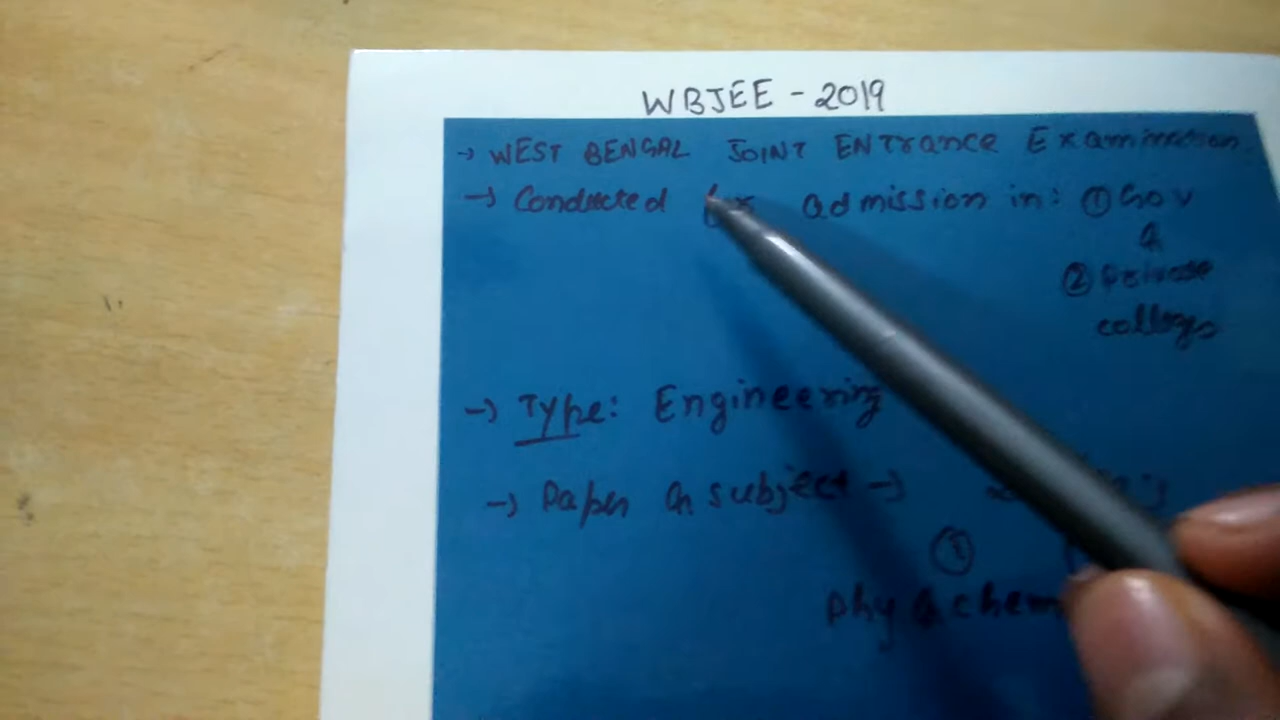 WBJEE - 2019
→ WEST BENGAL JOINT ENTrance Examination
→ Conducted for admission in: ① Gov
&
② Private
colleges
→ Type: Engineering
→ Paper & subject →
①
Phy & chem